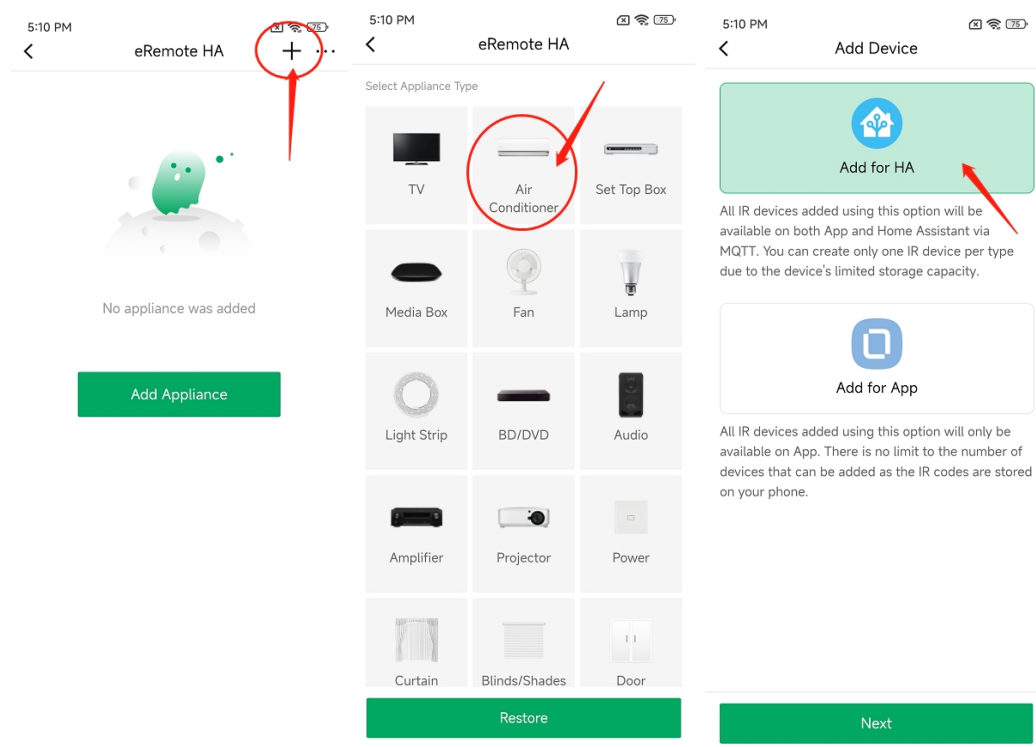 5:10 PM
75
eRemote HA
No appliance was added
Add Appliance
5:10 PM
75
eRemote HA
Select Appliance Type
TV
Air
Conditioner
Set Top Box
Media Box
Fan
Lamp
Light Strip
BD/DVD
Audio
Amplifier
Projector
Power
Curtain
Blinds/Shades
Door
Restore
5:10 PM
75
Add Device
Add for HA
All IR devices added using this option will be
available on both App and Home Assistant via
MQTT. You can create only one IR device per type
due to the device's limited storage capacity.
Add for App
All IR devices added using this option will only be
available on App. There is no limit to the number of
devices that can be added as the IR codes are stored
on your phone.
Next